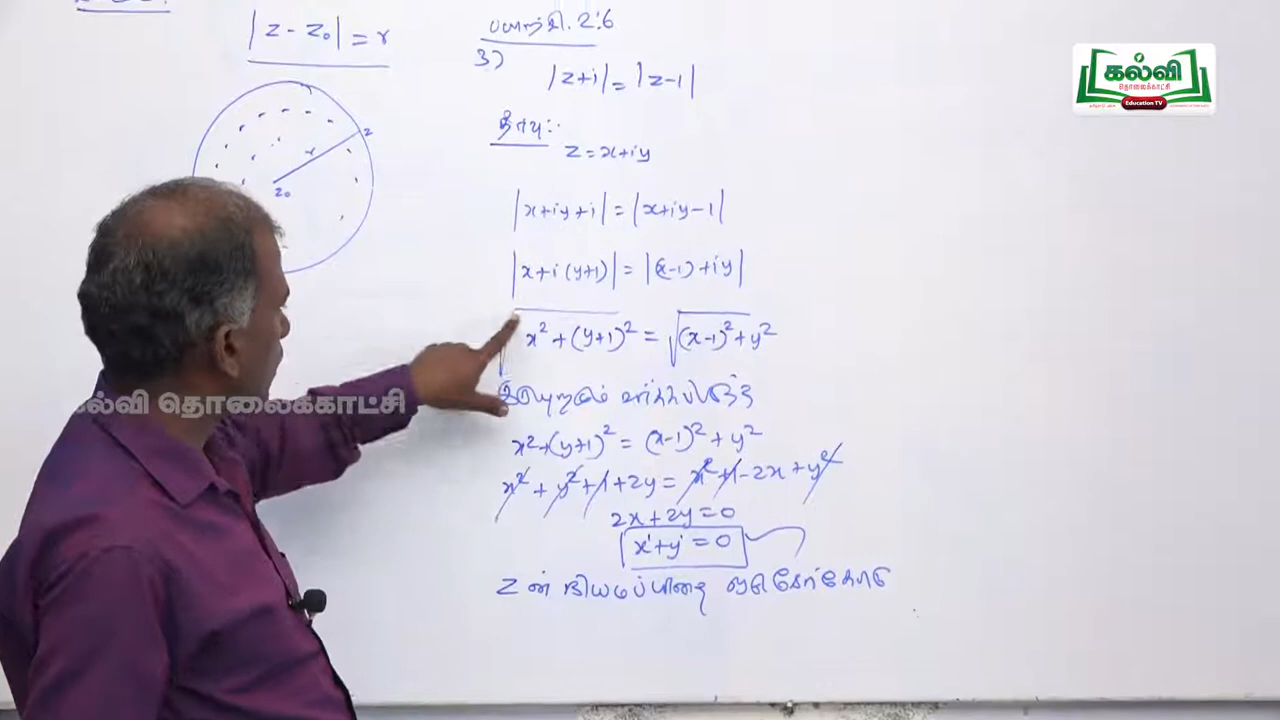 |z - z₀| = r
z
r
z₀
பயிற்சி. 2.6
3)
|z+i| = |z-1|
தீர்வு:-
z = x+iy
|x+iy+i| = |x+iy-1|
|x+i(y+1)| = |(x-1)+iy|
x²+(y+1)² = √(x-1)²+y²
இருபுறமும் வர்க்கப்படுத்த
x²+(y+1)² = (x-1)²+y²
x²+y²+1+2y = x²+1-2x+y²
2x+2y=0
x+y=0
z ன் நியமப்பாதை ஒரு நேர்கோடு
கல்வி
தொலைக்காட்சி
Education TV
கல்வி தொலைக்காட்சி